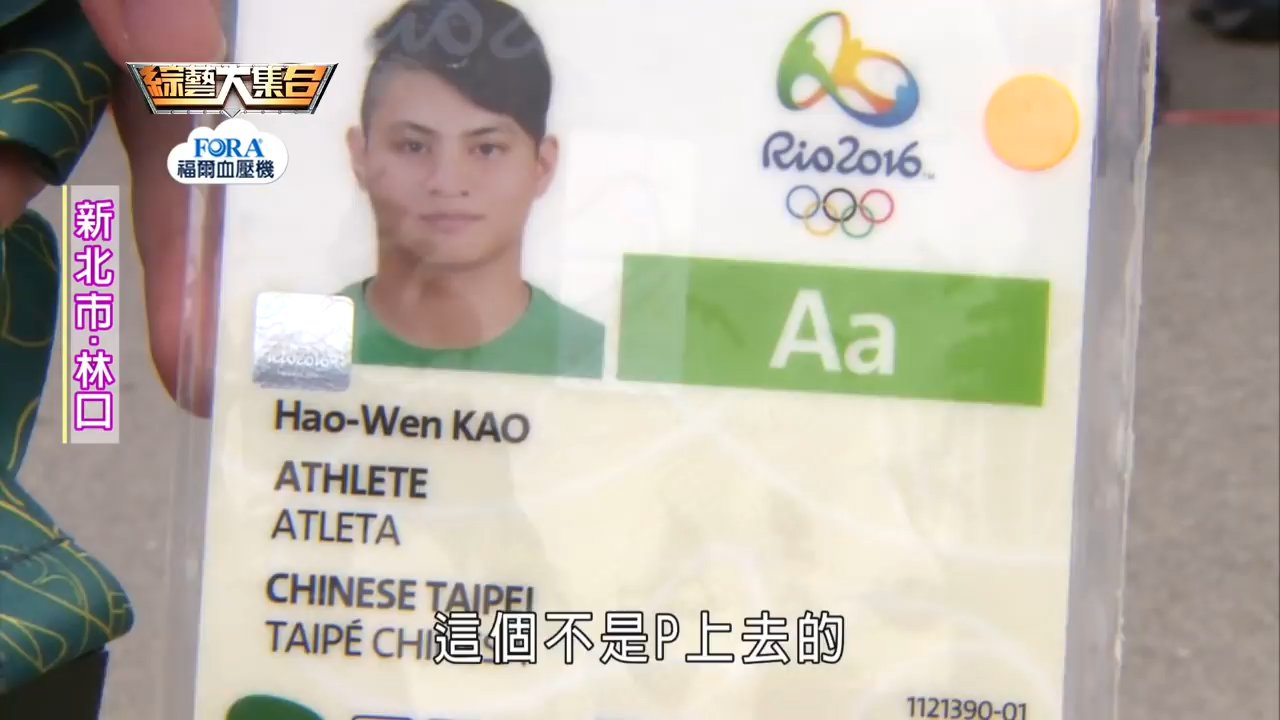 綜藝大集合
FORA
福爾血壓機
新北市·林口
Rio2016
Aa
Hao-Wen KAO
ATHLETE
ATLETA
CHINESE TAIPEI
TAIPÉ
這個不是P上去的
1121390-01